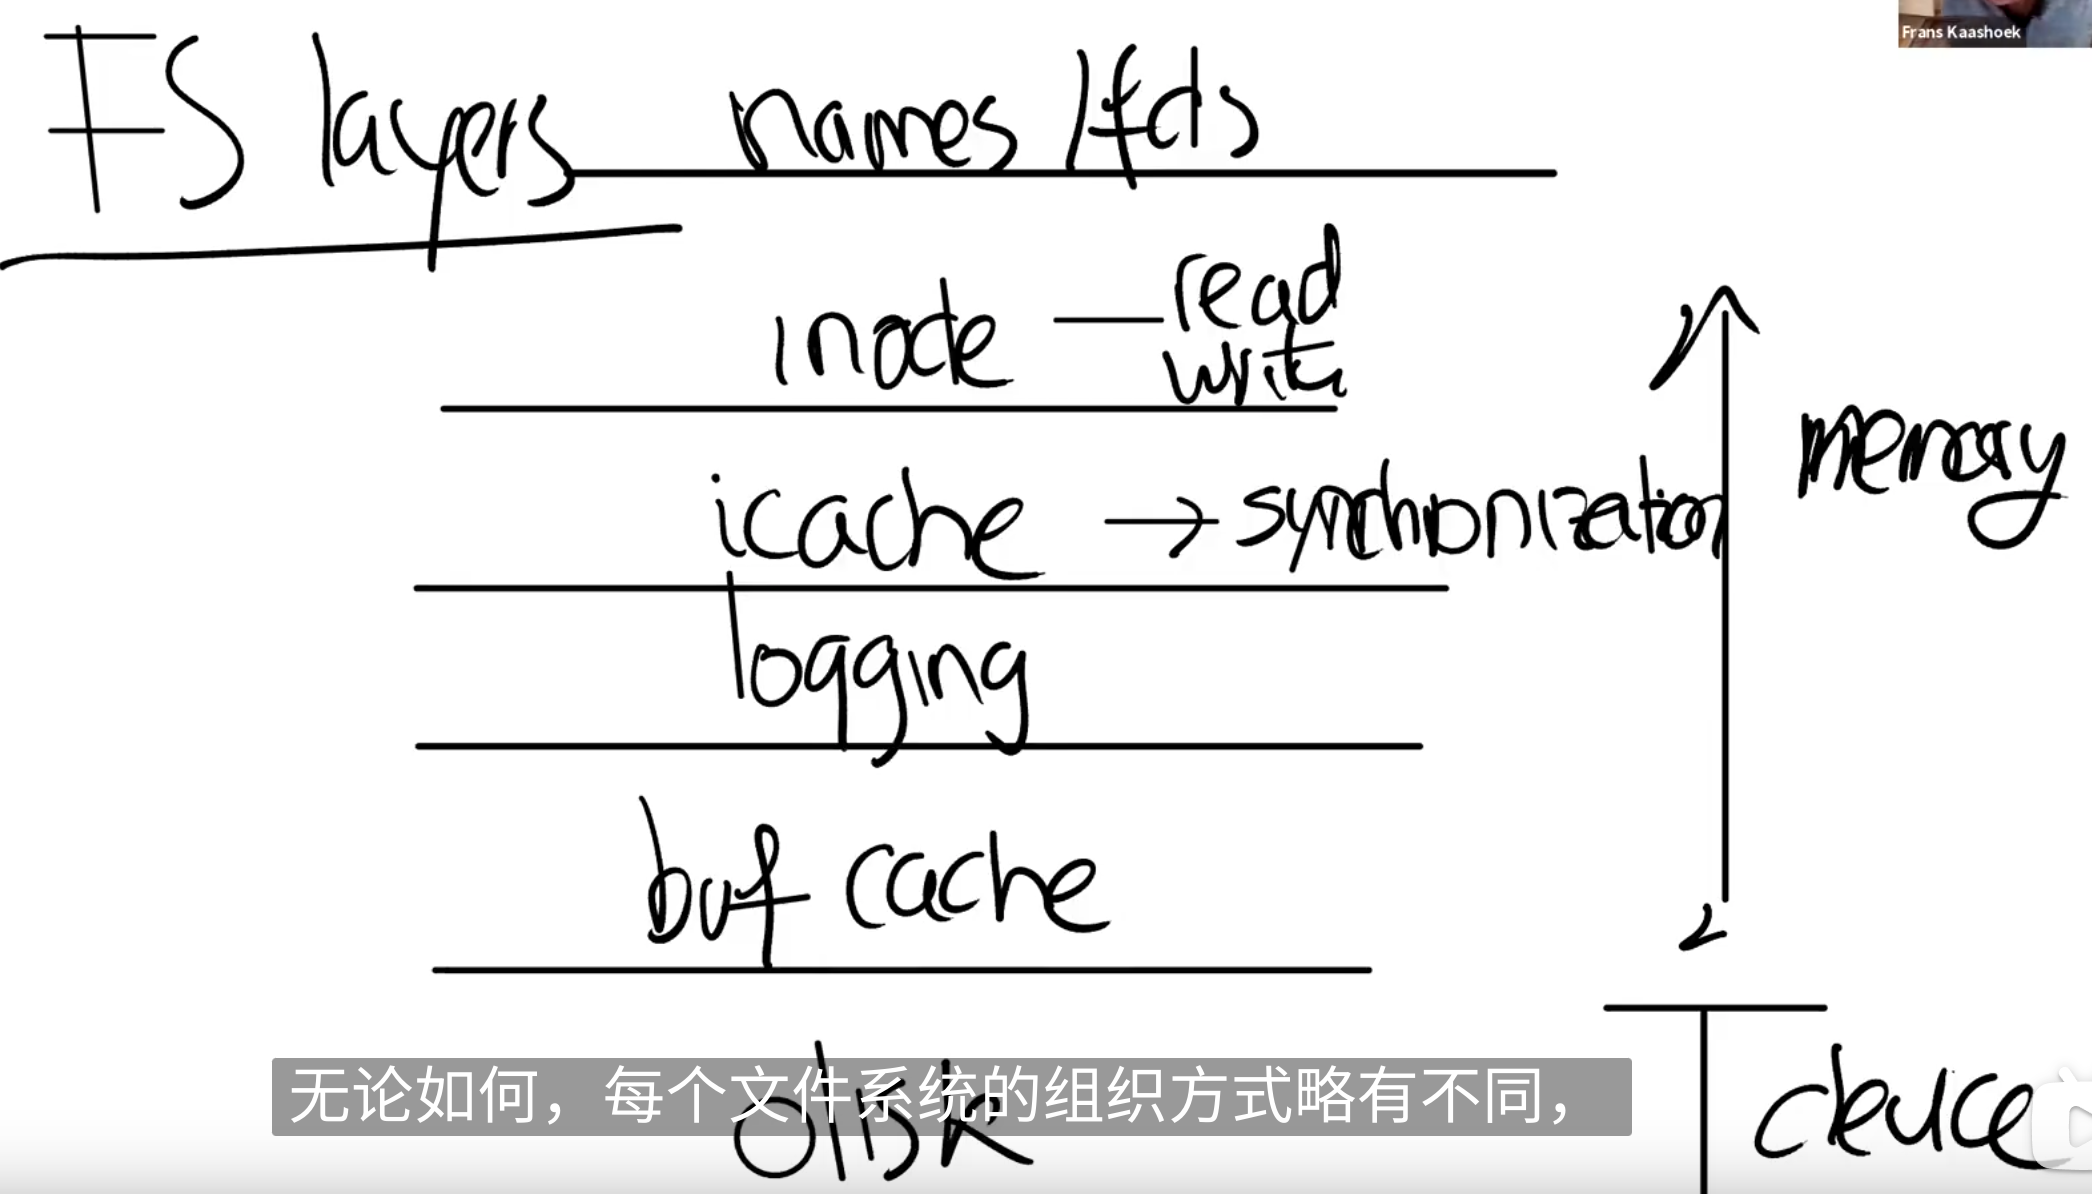 Frans Kaashoek
FS layers names/fds
inode — read
write
icache → synchronization
memory
logging
buf cache
disk
device
无论如何，每个文件系统的组织方式略有不同，